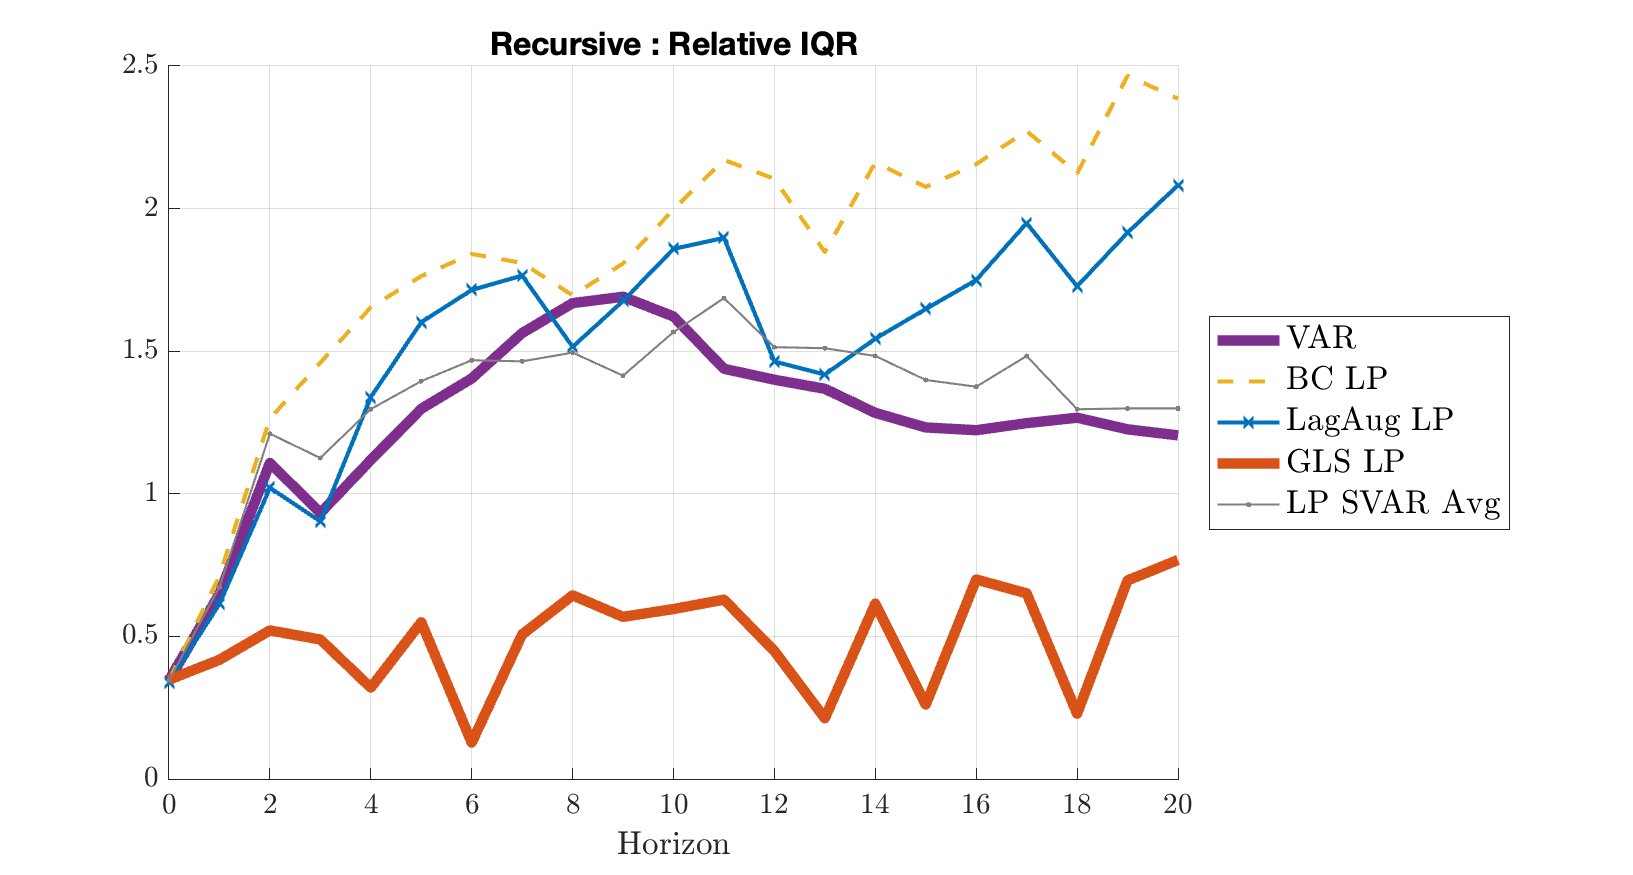 Recursive : Relative IQR
2.5
2
1.5
1
0.5
0
0 2 4 6 8 10 12 14 16 18 20
Horizon
VAR
BC LP
LagAug LP
GLS LP
LP SVAR Avg